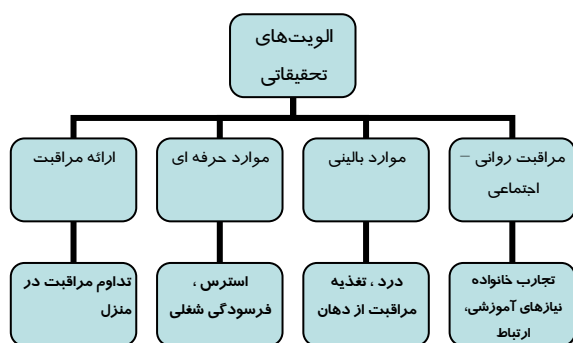 الویت‌های
تحقیقاتی
مراقبت روانی –
اجتماعی
موارد بالینی
موارد حرفه ای
ارائه مراقبت
تجارب خانواده
نیازهای آموزشی،
ارتباط
درد ، تغذیه
مراقبت از دهان
استرس ،
فرسودگی شغلی
تداوم مراقبت در
منزل